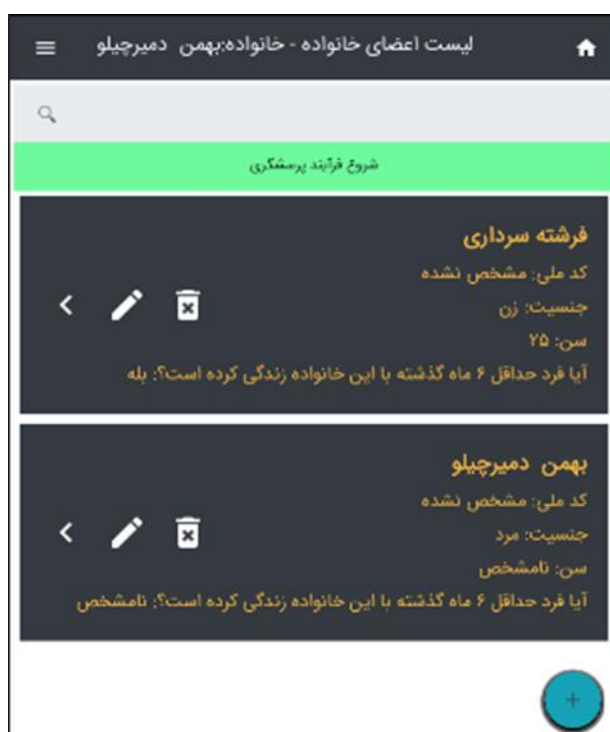 لیست اعضای خانواده - خانواده:بهمن دمیرچیلو
شروع فرآیند پرسشگری
فرشته سرداری
کد ملی: مشخص نشده
جنسیت: زن
سن: ۲۵
آیا فرد حداقل ۶ ماه گذشته با این خانواده زندگی کرده است؟: بله
بهمن دمیرچیلو
کد ملی: مشخص نشده
جنسیت: مرد
سن: نامشخص
آیا فرد حداقل ۶ ماه گذشته با این خانواده زندگی کرده است؟: نامشخص